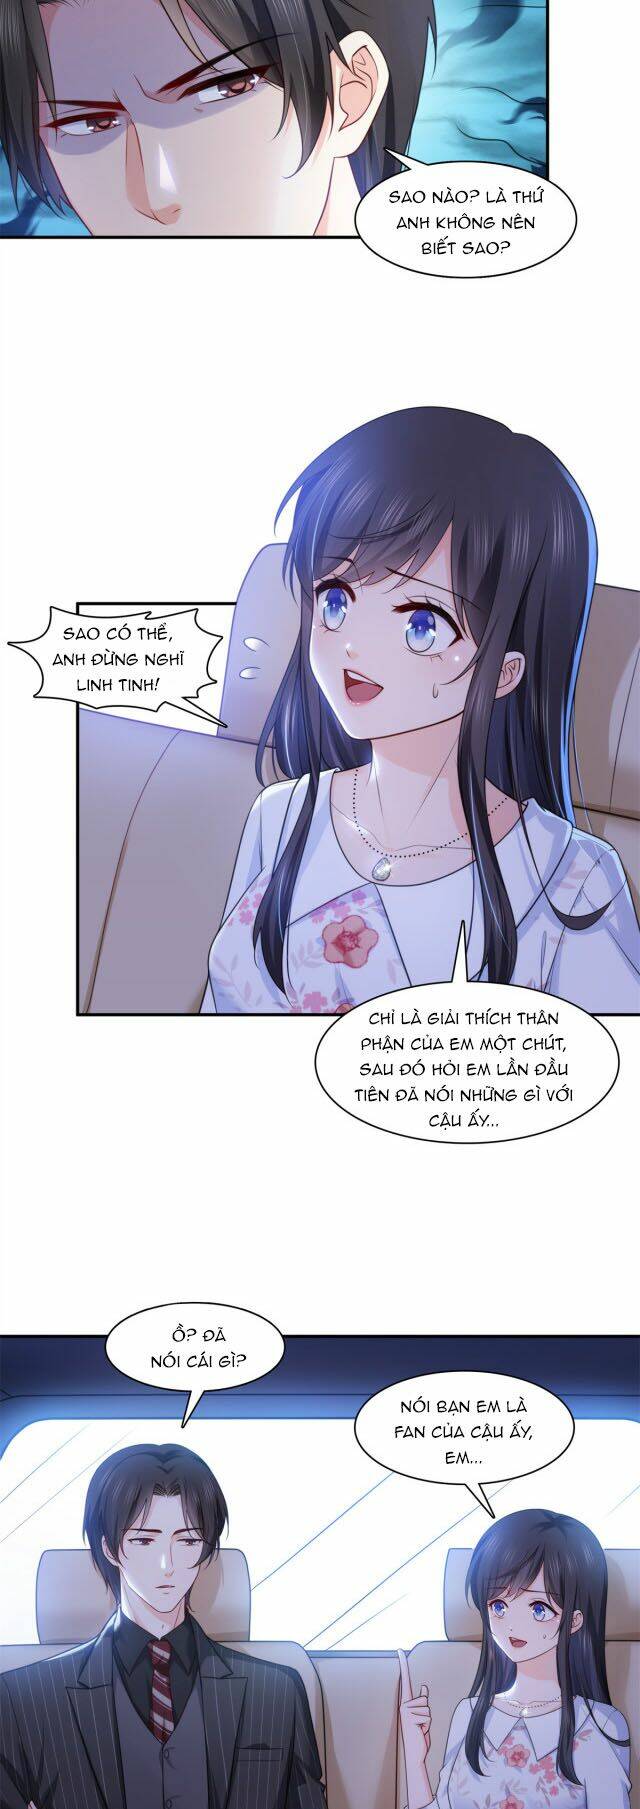 SAO NÀO? LÀ THỨ
ANH KHÔNG NÊN
BIẾT SAO?
SAO CÓ THỂ,
ANH ĐỪNG NGHĨ
LINH TINH!
CHỈ LÀ GIẢI THÍCH THÂN
PHẬN CỦA EM MỘT CHÚT,
SAU ĐÓ HỎI EM LẦN ĐẦU
TIÊN ĐÃ NÓI NHỮNG GÌ VỚI
CẬU ẤY...
Ồ? ĐÃ
NÓI CÁI GÌ?
NÓI BẠN EM LÀ
FAN CỦA CẬU ẤY,
EM...